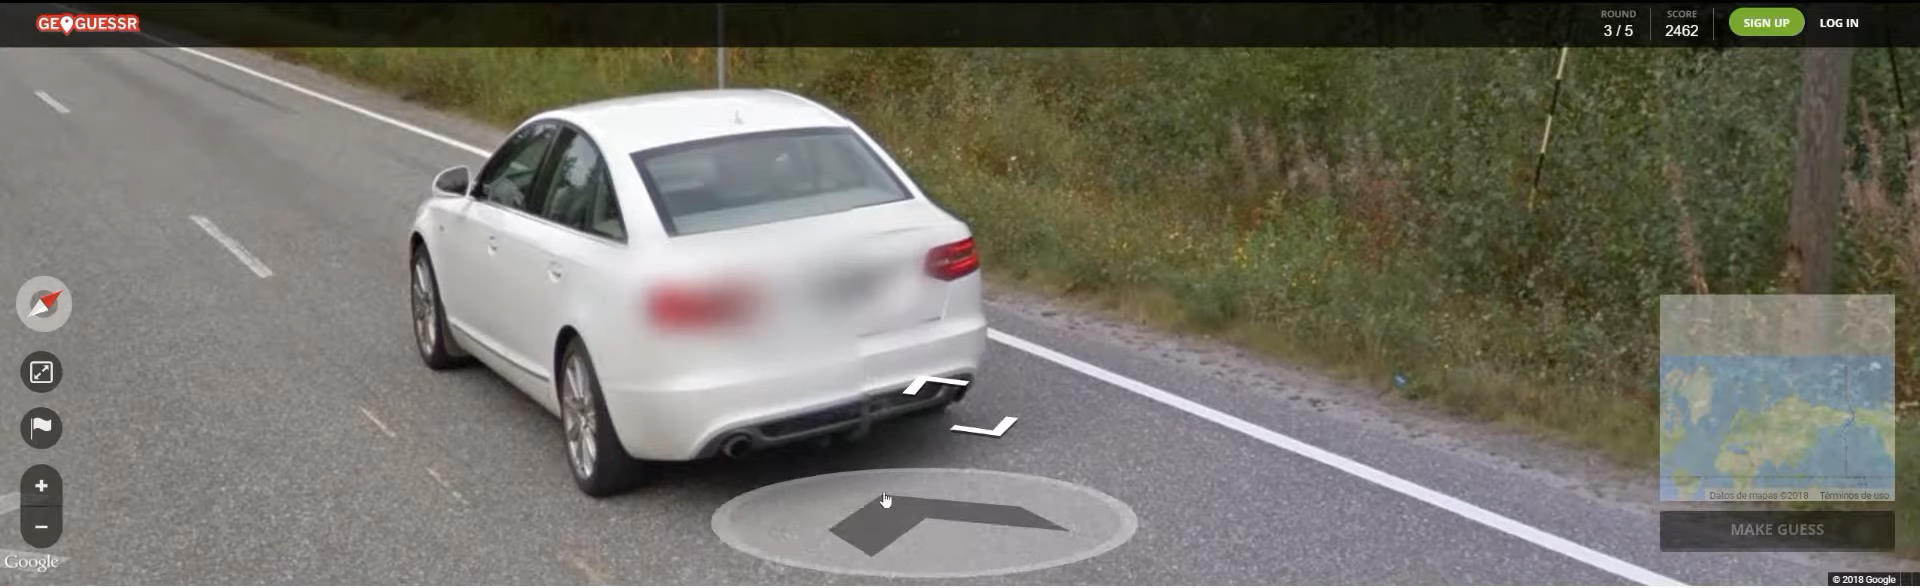 GEOGUESSR
ROUND
3 / 5
SCORE
2462
SIGN UP
LOG IN
+
−
Google
Datos de mapas ©2018 Términos de uso
MAKE GUESS
© 2018 Google